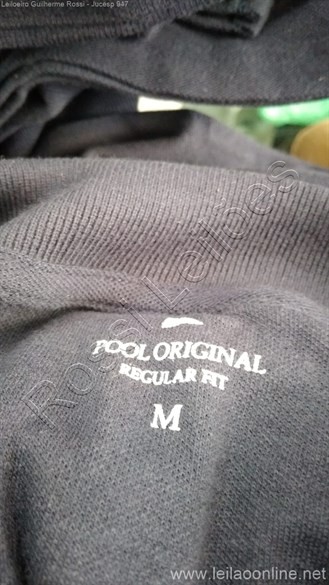 Leiloeiro Guilherme Rossi - Jucesp 947
Rossi Leilões
POOL ORIGINAL
REGULAR FIT
M
www.leilaoonline.net